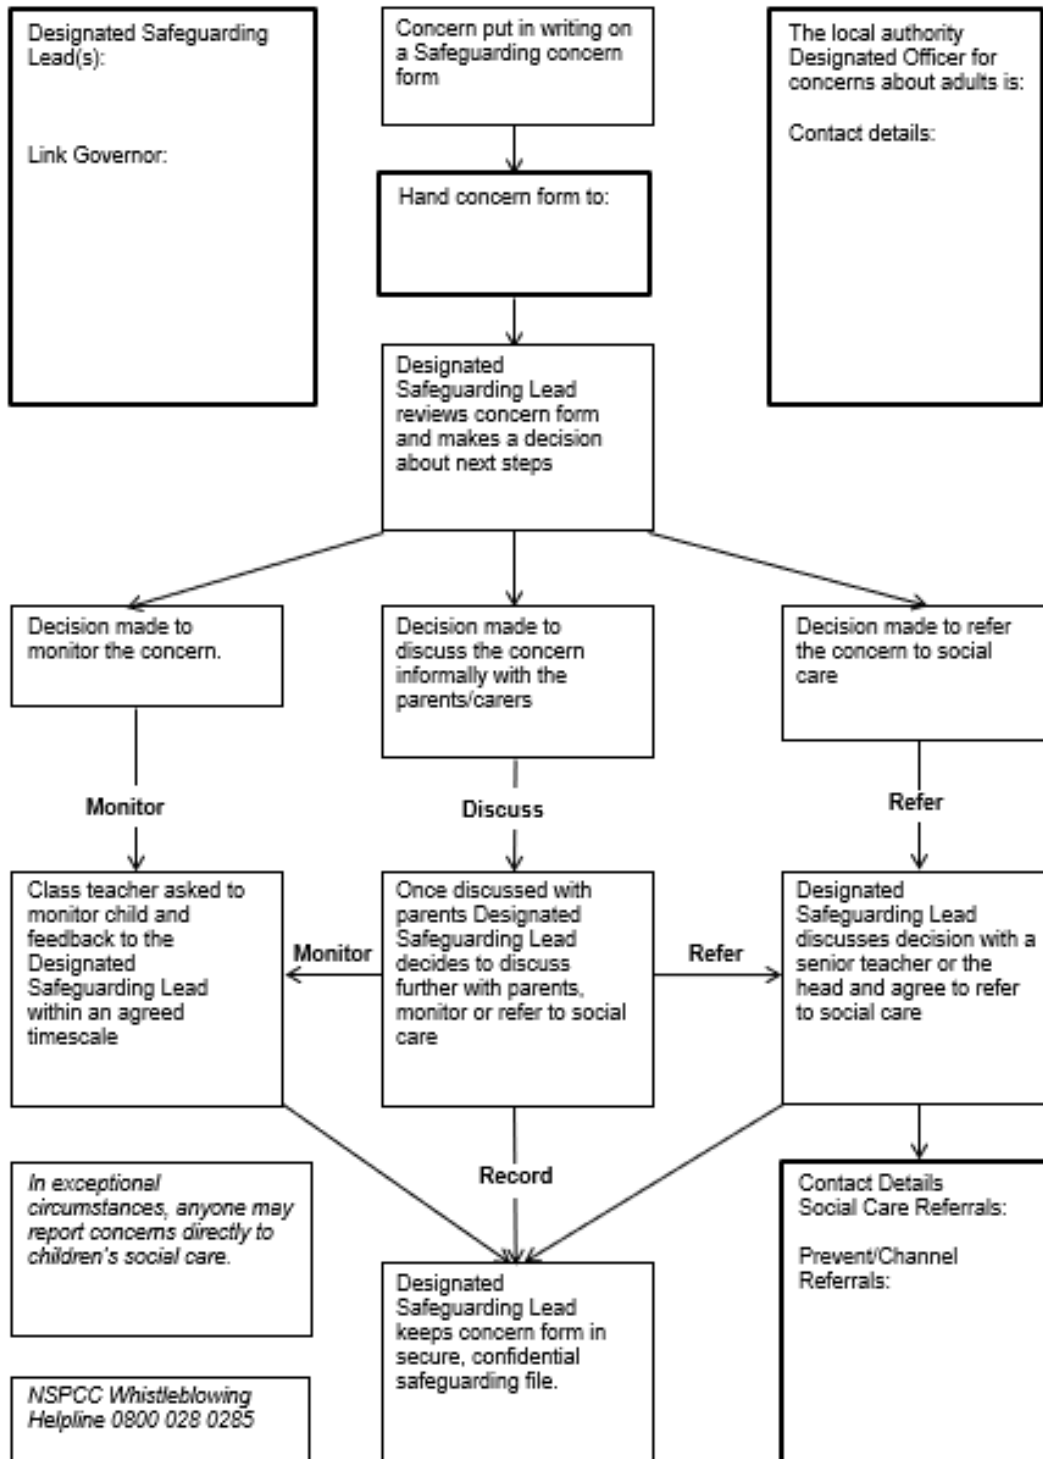 Designated Safeguarding
Lead(s):
Link Governor:
Concern put in writing on
a Safeguarding concern
form
The local authority
Designated Officer for
concerns about adults is:
Contact details:
Hand concern form to:
Designated
Safeguarding Lead
reviews concern form
and makes a decision
about next steps
Decision made to
monitor the concern.
Decision made to
discuss the concern
informally with the
parents/carers
Decision made to refer
the concern to social
care
Monitor
Discuss
Refer
Class teacher asked to
monitor child and
feedback to the
Designated
Safeguarding Lead
within an agreed
timescale
Monitor
Once discussed with
parents Designated
Safeguarding Lead
decides to discuss
further with parents,
monitor or refer to social
care
Refer
Designated
Safeguarding Lead
discusses decision with a
senior teacher or the
head and agree to refer
to social care
Record
In exceptional
circumstances, anyone may
report concerns directly to
children's social care.
Contact Details
Social Care Referrals:
Prevent/Channel
Referrals:
Designated
Safeguarding Lead
keeps concern form in
secure, confidential
safeguarding file.
NSPCC Whistleblowing
Helpline 0800 028 0285